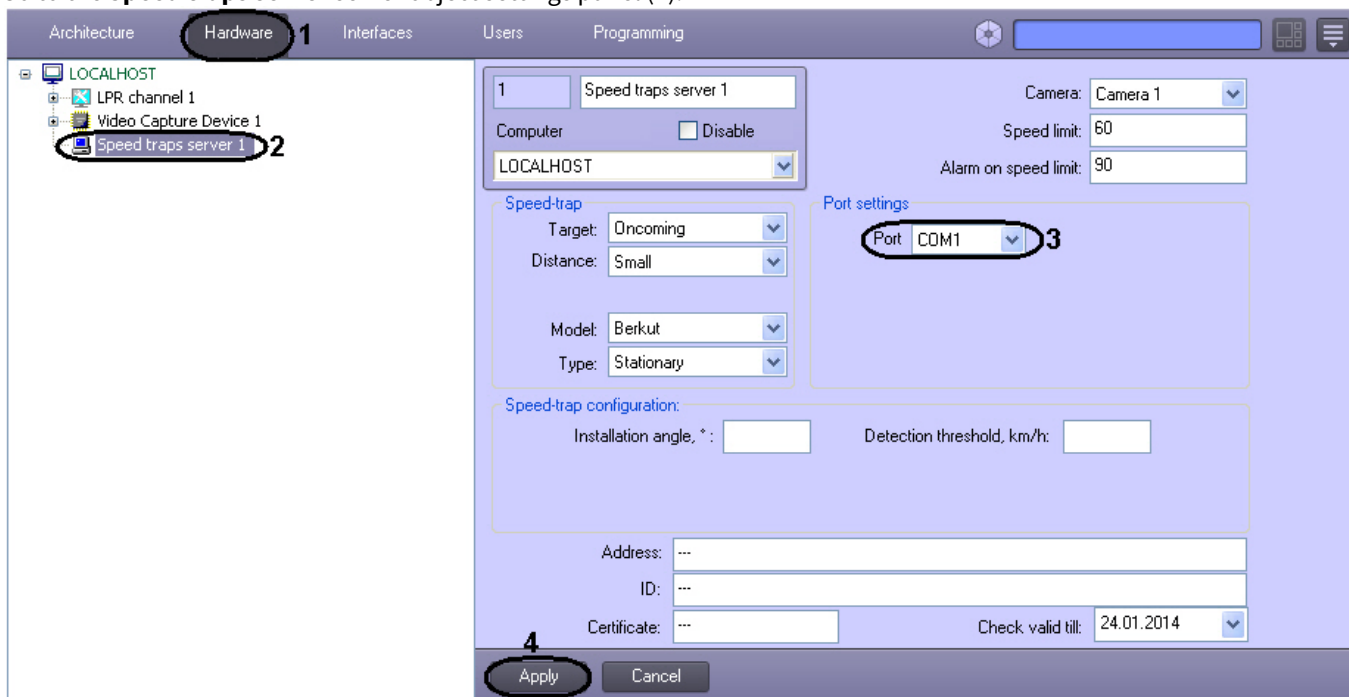 Architecture Hardware 1 Interfaces Users Programming
LOCALHOST
LPR channel 1
Video Capture Device 1
Speed traps server 1 2
1 Speed traps server 1
Computer Disable
LOCALHOST
Camera: Camera 1
Speed limit: 60
Alarm on speed limit: 90
Speed-trap
Target: Oncoming
Distance: Small
Model: Berkut
Type: Stationary
Port settings
Port COM1 3
Speed-trap configuration:
Installation angle, ° : Detection threshold, km/h:
Address: ---
ID: ---
Certificate: --- Check valid till: 24.01.2014
4
Apply Cancel